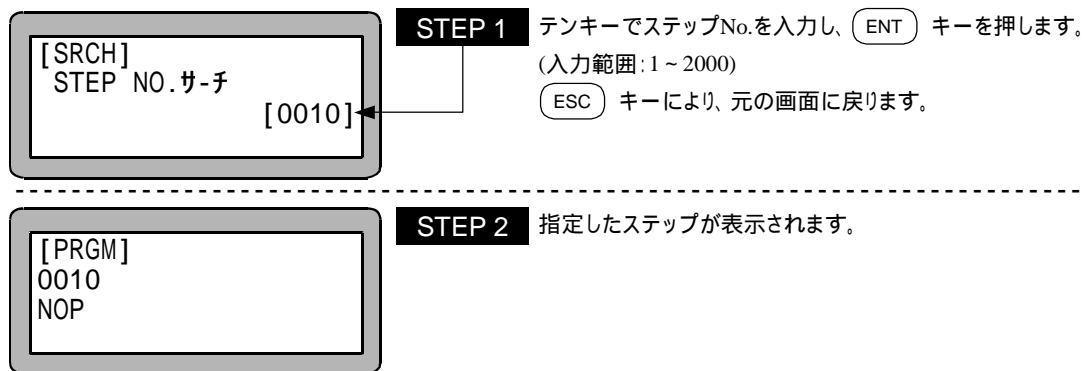 [SRCH]
STEP NO.サ-チ
[0010]
STEP 1
テンキーでステップNo.を入力し、 ENT キーを押します。
(入力範囲:1~2000)
ESC キーにより、元の画面に戻ります。
[PRGM]
0010
NOP
STEP 2
指定したステップが表示されます。